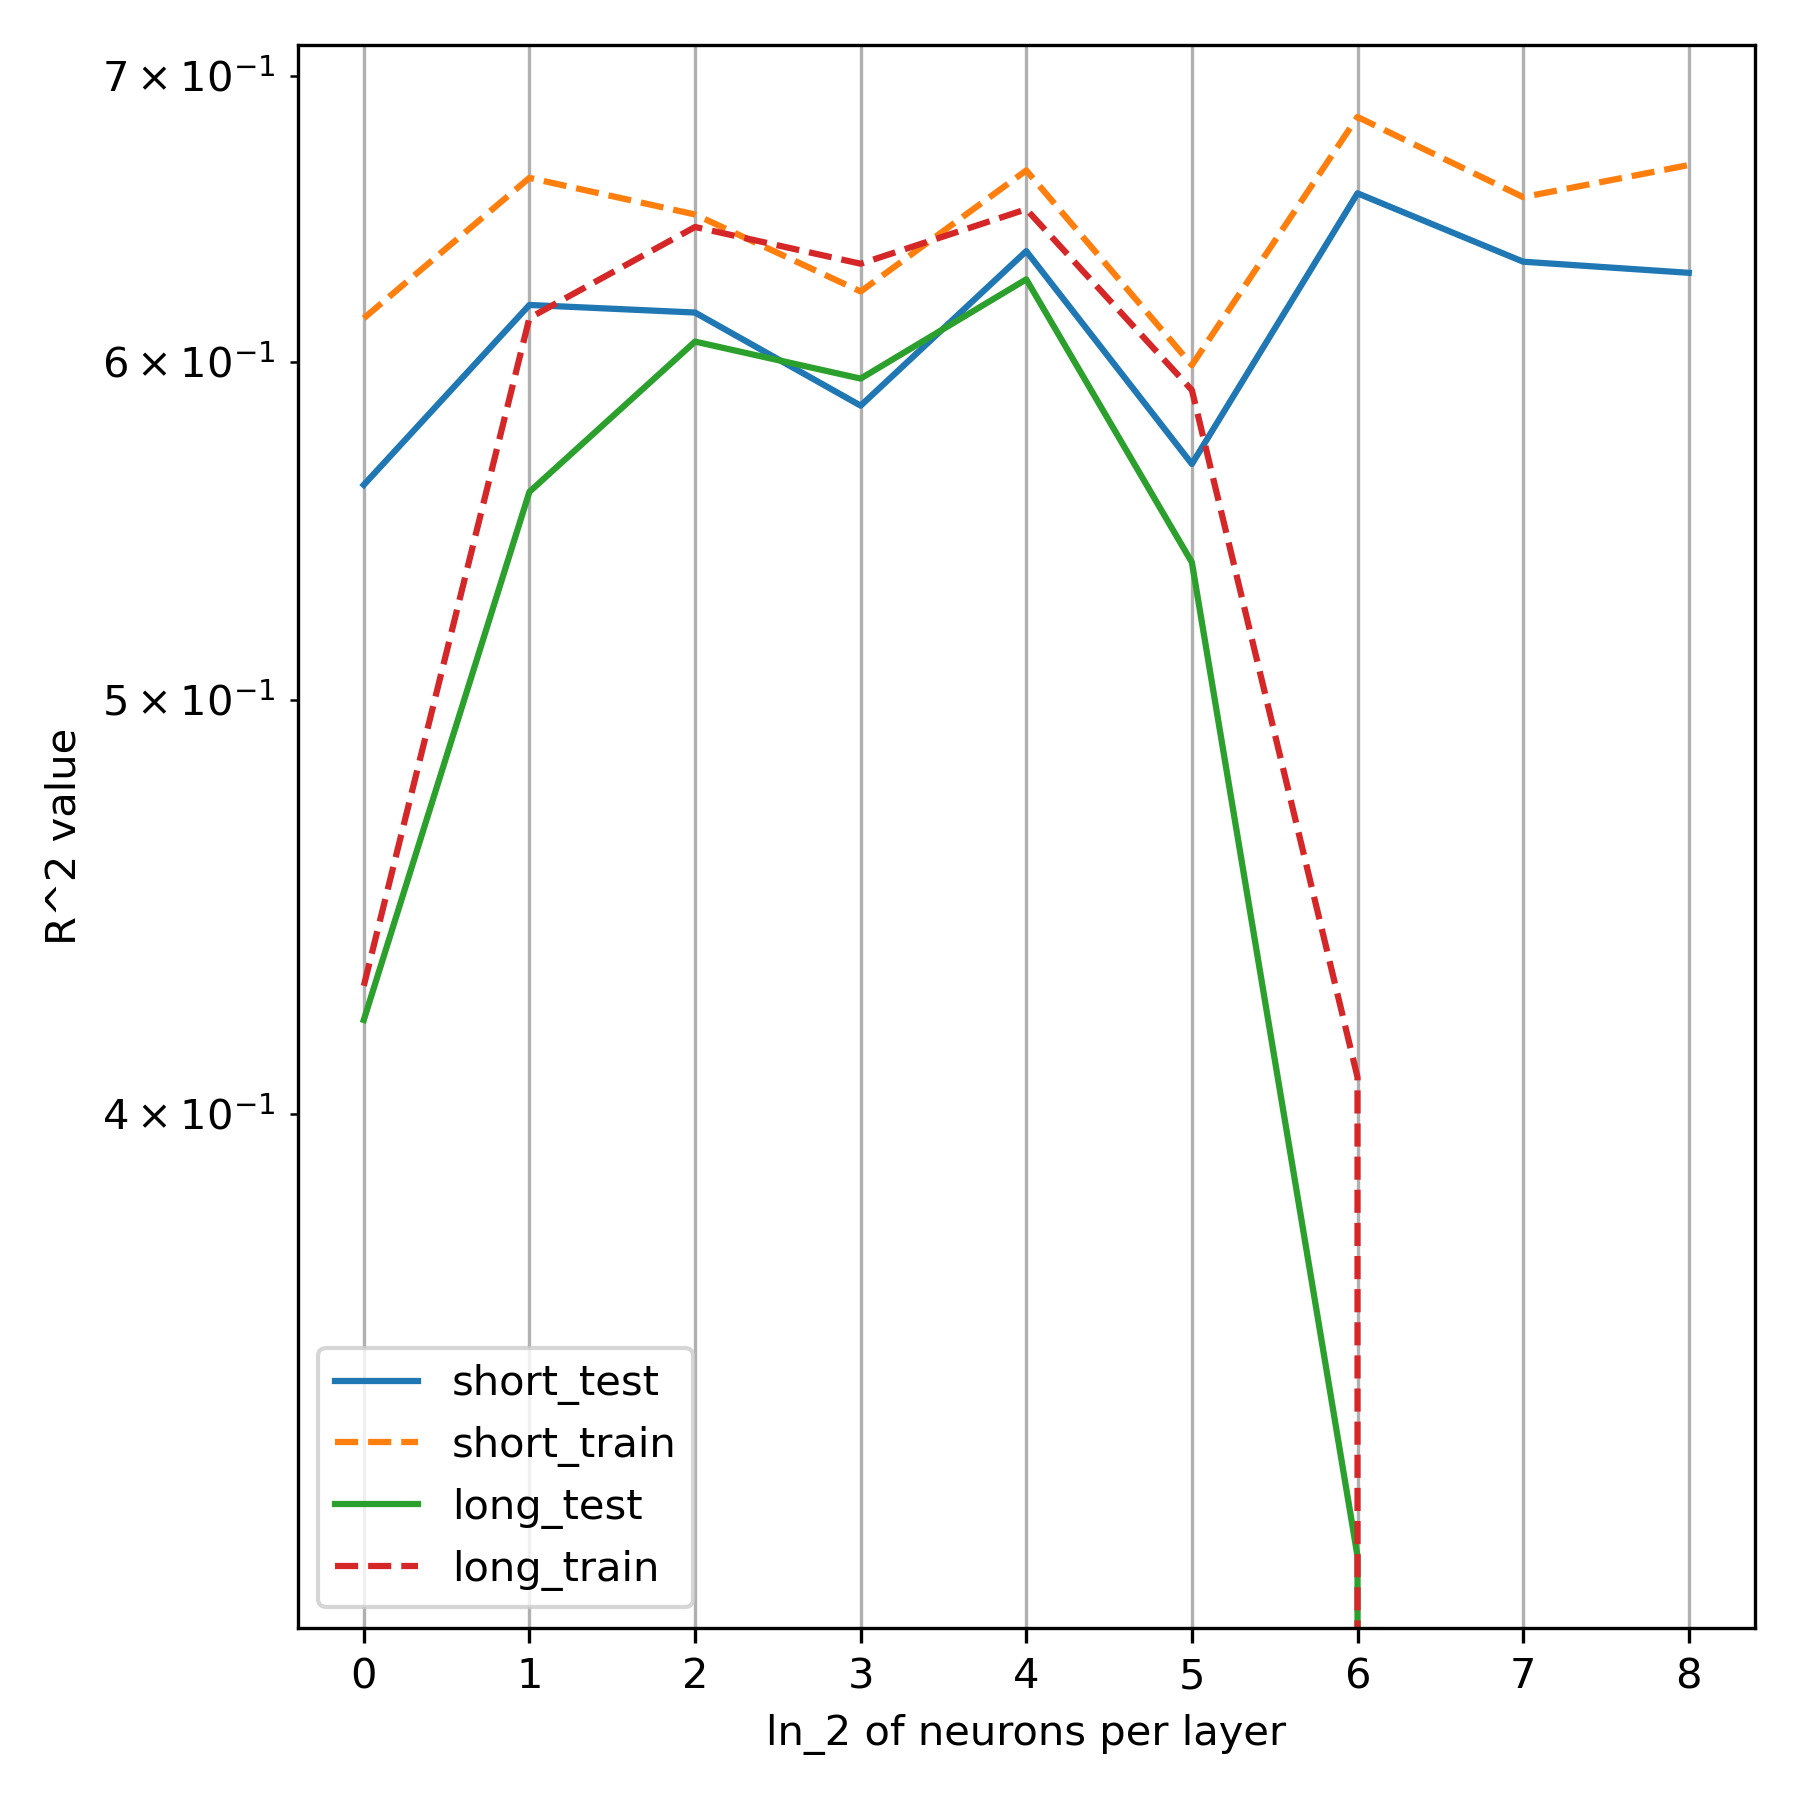 7 × 10⁻¹
6 × 10⁻¹
5 × 10⁻¹
4 × 10⁻¹
R^2 value
short_test
short_train
long_test
long_train
0 1 2 3 4 5 6 7 8
ln_2 of neurons per layer